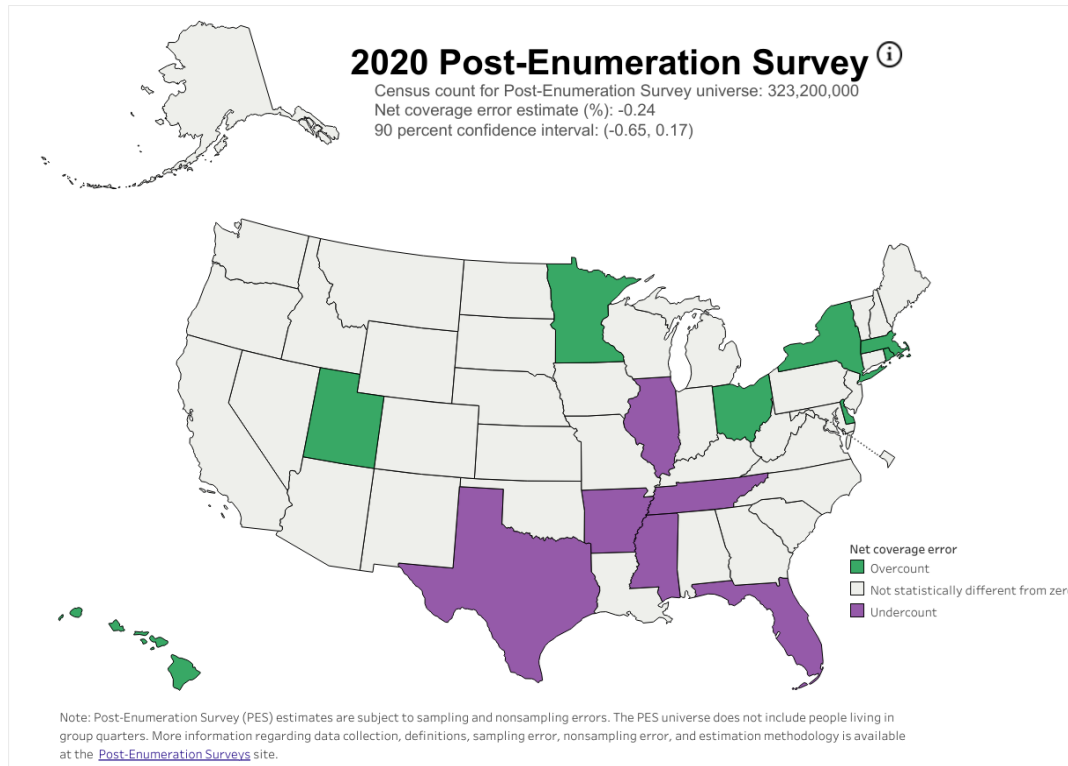 2020 Post-Enumeration Survey
Census count for Post-Enumeration Survey universe: 323,200,000
Net coverage error estimate (%): -0.24
90 percent confidence interval: (-0.65, 0.17)
Net coverage error
Overcount
Not statistically different from zero
Undercount
Note: Post-Enumeration Survey (PES) estimates are subject to sampling and nonsampling errors. The PES universe does not include people living in
group quarters. More information regarding data collection, definitions, sampling error, nonsampling error, and estimation methodology is available
at the Post-Enumeration Surveys site.